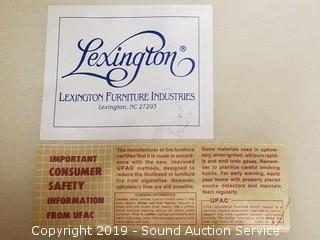 Lexington®
LEXINGTON FURNITURE INDUSTRIES
Lexington, NC 27293
IMPORTANT
CONSUMER
SAFETY
INFORMATION
FROM UFAC
The manufacturer of this furniture
certifies that it is made in accor-
dance with the new, improved
UFAC methods, designed to
reduce the likelihood of furniture
fire from cigarettes. However,
upholstery fires are still possible.
Some materials used in uphols-
tery, when ignited, will burn rapid-
ly and emit toxic gases. Remem-
ber to practice careful smoking
habits. For early warning, equip
your home with properly placed
smoke detectors and maintain
them regularly.
UFAC
Copyright 2019 - Sound Auction Service